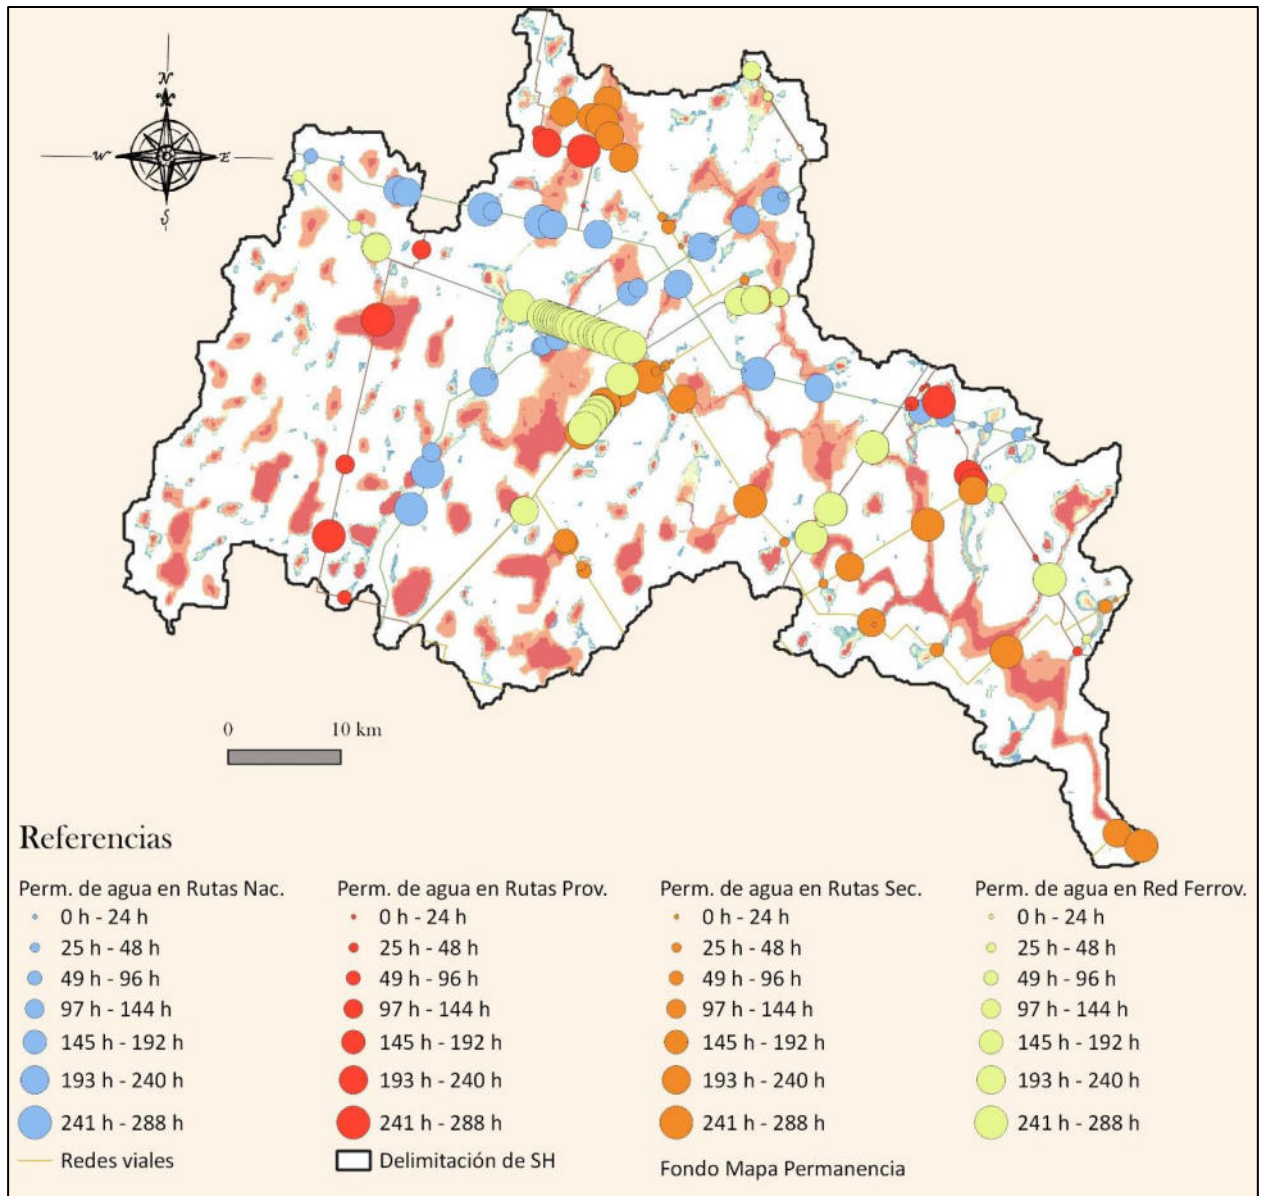 N
W E
S
0 10 km
Referencias
Perm. de agua en Rutas Nac.
0 h - 24 h
25 h - 48 h
49 h - 96 h
97 h - 144 h
145 h - 192 h
193 h - 240 h
241 h - 288 h
Redes viales
Perm. de agua en Rutas Prov.
0 h - 24 h
25 h - 48 h
49 h - 96 h
97 h - 144 h
145 h - 192 h
193 h - 240 h
241 h - 288 h
Delimitación de SH
Perm. de agua en Rutas Sec.
0 h - 24 h
25 h - 48 h
49 h - 96 h
97 h - 144 h
145 h - 192 h
193 h - 240 h
241 h - 288 h
Fondo Mapa Permanencia
Perm. de agua en Red Ferrov.
0 h - 24 h
25 h - 48 h
49 h - 96 h
97 h - 144 h
145 h - 192 h
193 h - 240 h
241 h - 288 h